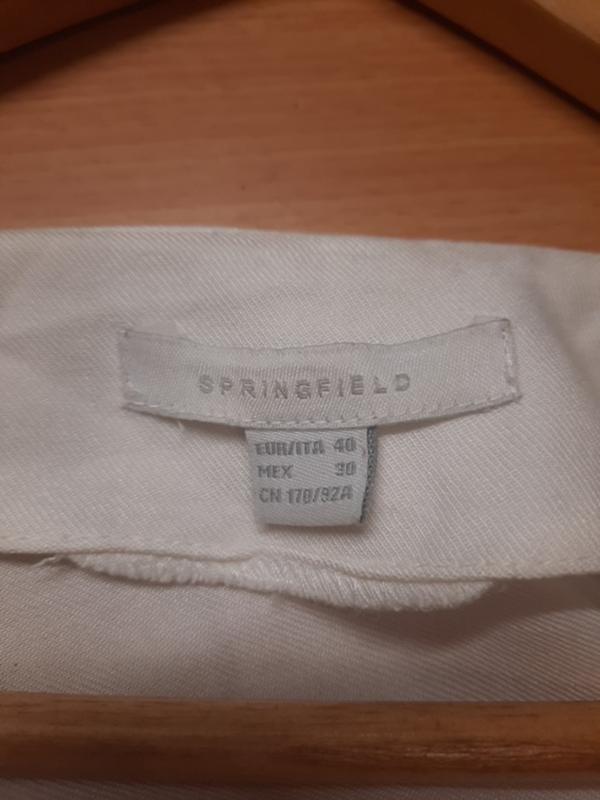 SPRINGFIELD
EUR/ITA 40
MEX 30
CN 170/92A